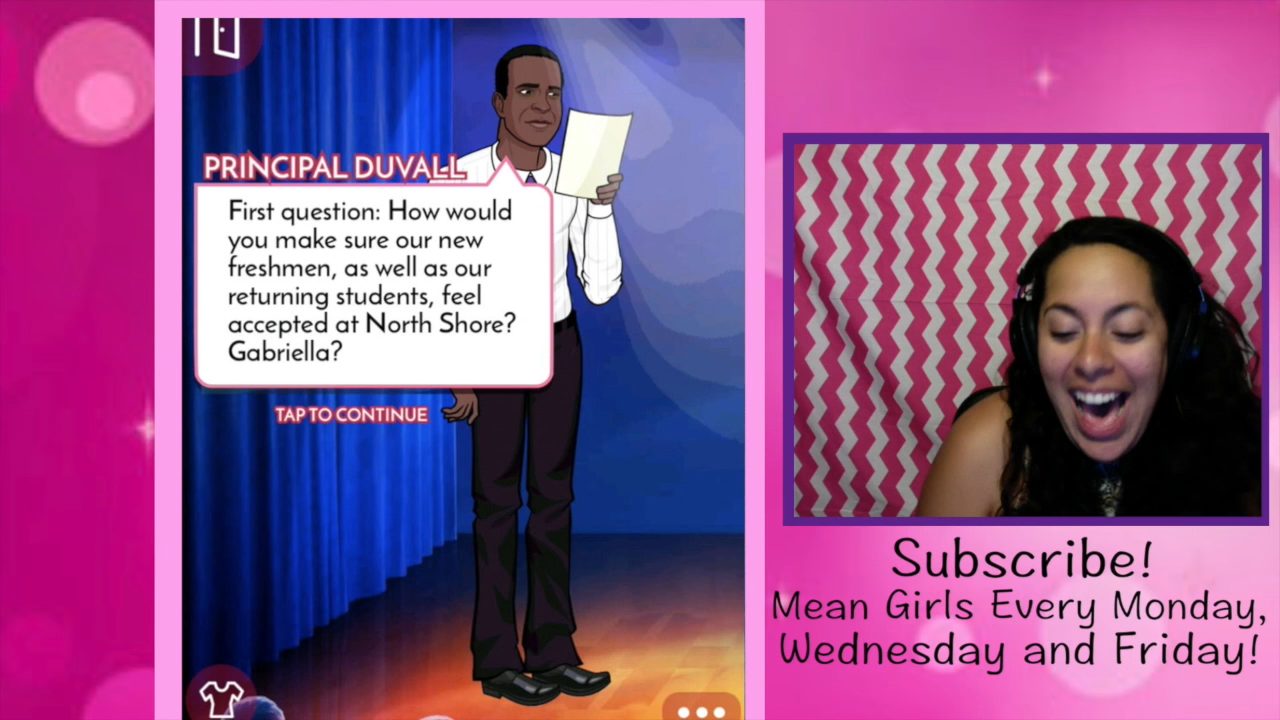 PRINCIPAL DUVALL
First question: How would
you make sure our new
freshmen, as well as our
returning students, feel
accepted at North Shore?
Gabriella?
TAP TO CONTINUE
Subscribe!
Mean Girls Every Monday,
Wednesday and Friday!